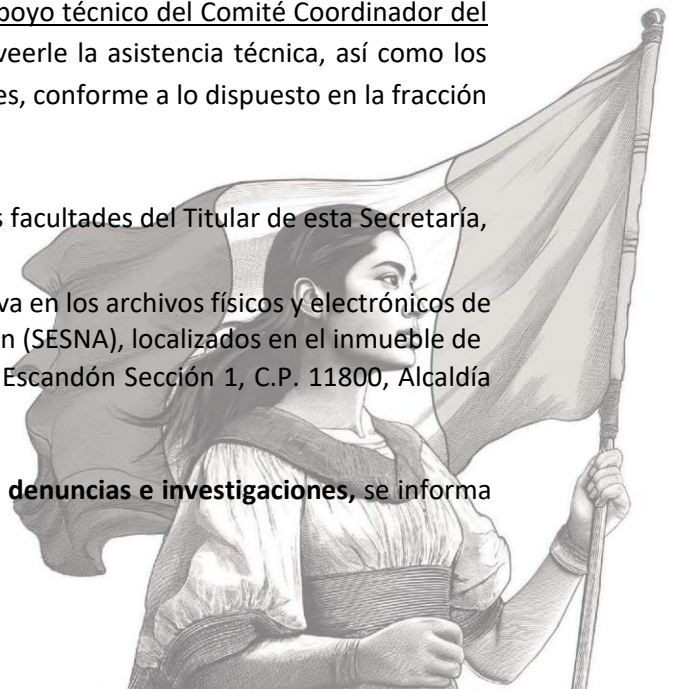 poyo técnico del Comité Coordinador del
veerle la asistencia técnica, así como los
es, conforme a lo dispuesto en la fracción
s facultades del Titular de esta Secretaría,
va en los archivos físicos y electrónicos de
n (SESNA), localizados en el inmueble de
Escandón Sección 1, C.P. 11800, Alcaldía
denuncias e investigaciones, se informa